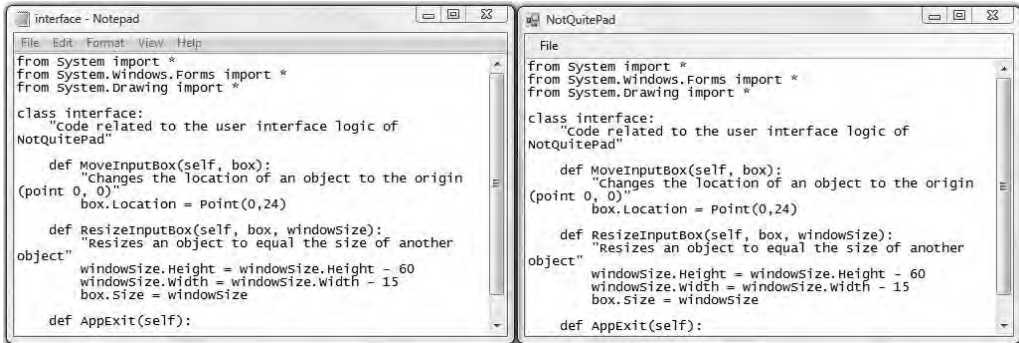 interface - Notepad
File Edit Format View Help
from System import *
from System.Windows.Forms import *
from System.Drawing import *
class interface:
"Code related to the user interface logic of
NotQuitePad"
def MoveInputBox(self, box):
"Changes the location of an object to the origin
(point 0, 0)"
box.Location = Point(0,24)
def ResizeInputBox(self, box, windowSize):
"Resizes an object to equal the size of another
object"
windowSize.Height = windowSize.Height - 60
windowSize.Width = windowSize.Width - 15
box.Size = windowSize
def AppExit(self):
NotQuitePad
File
from System import *
from System.Windows.Forms import *
from System.Drawing import *
class interface:
"Code related to the user interface logic of
NotQuitePad"
def MoveInputBox(self, box):
"Changes the location of an object to the origin
(point 0, 0)"
box.Location = Point(0,24)
def ResizeInputBox(self, box, windowSize):
"Resizes an object to equal the size of another
object"
windowSize.Height = windowSize.Height - 60
windowSize.Width = windowSize.Width - 15
box.Size = windowSize
def AppExit(self):